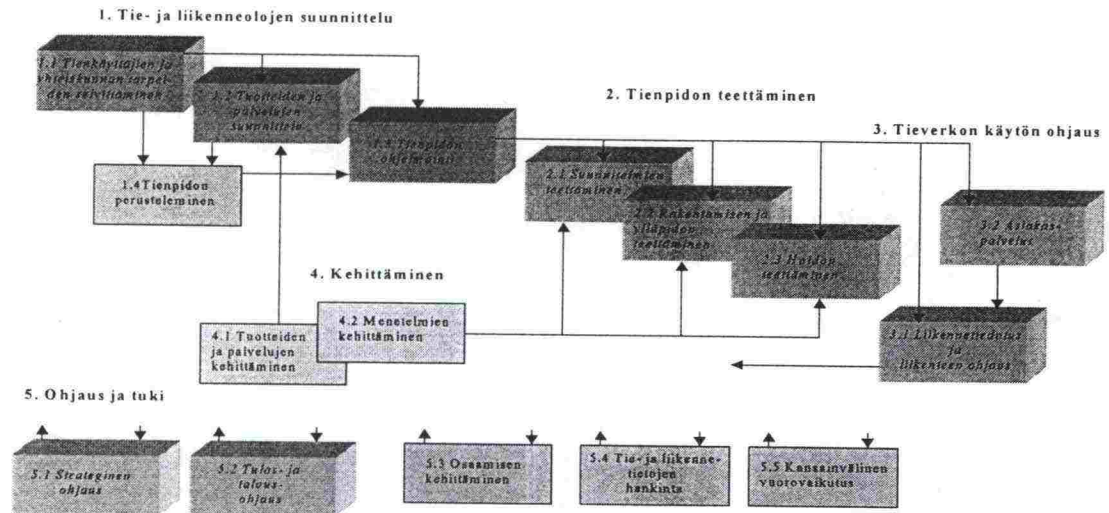 1. Tie- ja liikenneolojen suunnittelu
1.1 Tienkäyttäjien ja
yhteiskunnan tarpei-
den selvittäminen
1.2 Tuotteiden ja
palvelujen
suunnittelu
1.4 Tienpidon
perusteleminen
Tienpidon
ohjelmointi
2. Tienpidon teettäminen
2.1 Suunnitelmien
teettäminen
2.2 Rakentamisen ja
ylläpidon
teettäminen
2.3 Hoidon
teettäminen
3. Tieverkon käytön ohjaus
3.2 Asiakas-
palvelus
3.1 Liikennetiedotus
ja
liikenteen ohjaus
4. Kehittäminen
4.1 Tuotteiden
ja palvelujen
kehittäminen
4.2 Menetelmien
kehittäminen
5. Ohjaus ja tuki
5.1 Strateginen
ohjaus
5.2 Tulos- ja
talous-
ohjaus
5.3 Osaamisen
kehittäminen
5.4 Tie- ja liikenne-
tietojen
hankinta
5.5 Kansainvälinen
vuorovaikutus